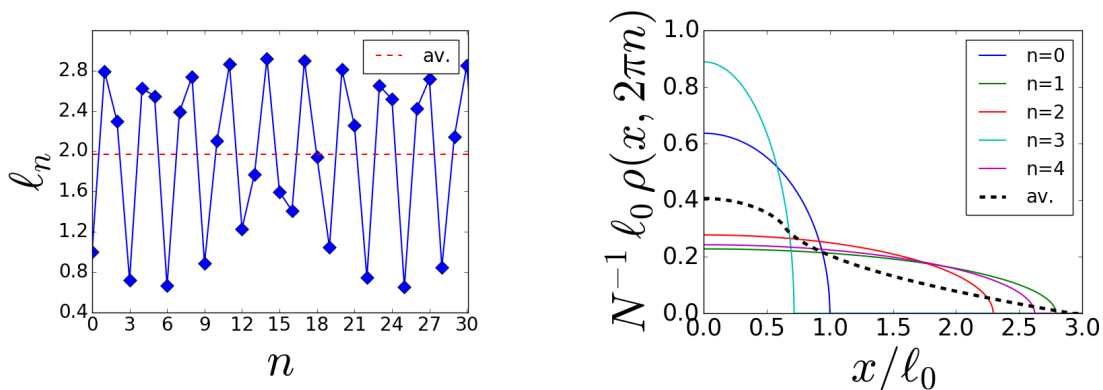 2.8
2.4
2.0
1.6
1.2
0.8
0.4
0 3 6 9 12 15 18 21 24 27 30
ℓₙ
n
av.
1.0
0.8
0.6
0.4
0.2
0.0
0.0 0.5 1.0 1.5 2.0 2.5 3.0
N⁻¹ ℓ₀ ρ(x, 2πn)
x/ℓ₀
n=0
n=1
n=2
n=3
n=4
av.